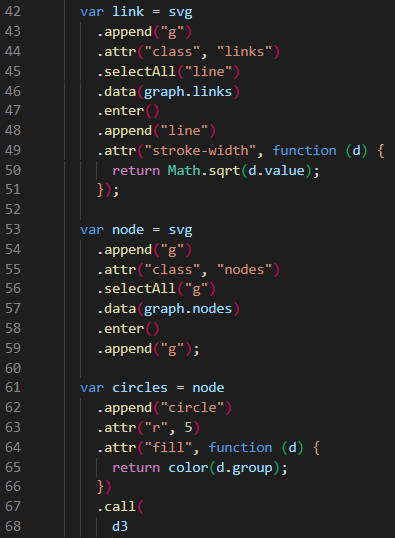 42 var link = svg
43 .append("g")
44 .attr("class", "links")
45 .selectAll("line")
46 .data(graph.links)
47 .enter()
48 .append("line")
49 .attr("stroke-width", function (d) {
50 return Math.sqrt(d.value);
51 });
52
53 var node = svg
54 .append("g")
55 .attr("class", "nodes")
56 .selectAll("g")
57 .data(graph.nodes)
58 .enter()
59 .append("g");
60
61 var circles = node
62 .append("circle")
63 .attr("r", 5)
64 .attr("fill", function (d) {
65 return color(d.group);
66 })
67 .call(
68 d3